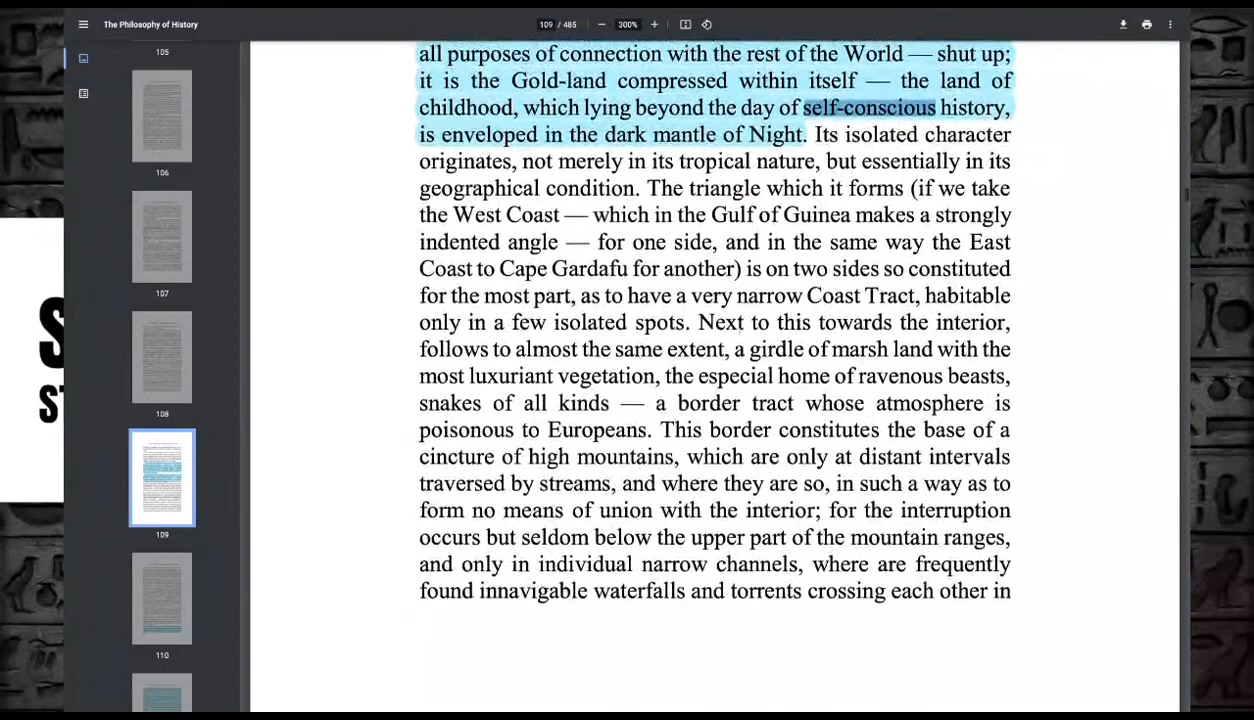 The Philosophy of History
109 / 485
300%
105
106
107
108
109
110
all purposes of connection with the rest of the World — shut up;
it is the Gold-land compressed within itself — the land of
childhood, which lying beyond the day of self-conscious history,
is enveloped in the dark mantle of Night. Its isolated character
originates, not merely in its tropical nature, but essentially in its
geographical condition. The triangle which it forms (if we take
the West Coast — which in the Gulf of Guinea makes a strongly
indented angle — for one side, and in the same way the East
Coast to Cape Gardafu for another) is on two sides so constituted
for the most part, as to have a very narrow Coast Tract, habitable
only in a few isolated spots. Next to this towards the interior,
follows to almost the same extent, a girdle of marsh land with the
most luxuriant vegetation, the especial home of ravenous beasts,
snakes of all kinds — a border tract whose atmosphere is
poisonous to Europeans. This border constitutes the base of a
cincture of high mountains, which are only at distant intervals
traversed by streams, and where they are so, in such a way as to
form no means of union with the interior; for the interruption
occurs but seldom below the upper part of the mountain ranges,
and only in individual narrow channels, where are frequently
found innavigable waterfalls and torrents crossing each other in